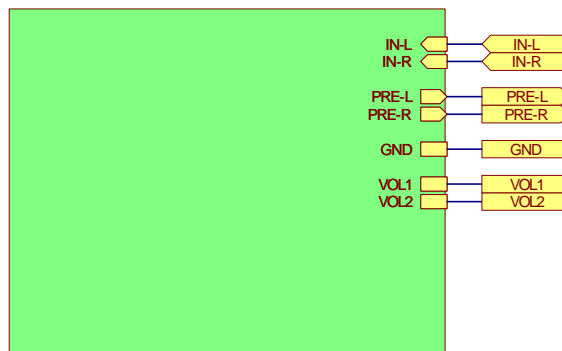 IN-L IN-L
IN-R IN-R
PRE-L PRE-L
PRE-R PRE-R
GND GND
VOL1 VOL1
VOL2 VOL2